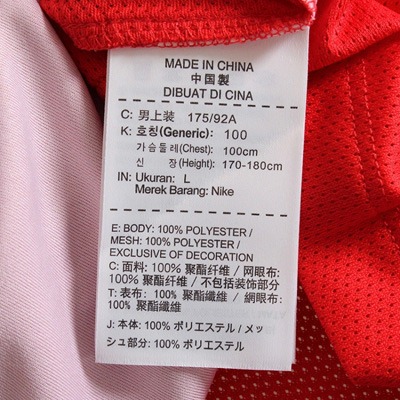 MADE IN CHINA
中国製
DIBUAT DI CINA
C: 男上装 175/92A
K: 호칭(Generic): 100
가슴둘레(Chest): 100cm
신 장(Height): 170-180cm
IN: Ukuran: L
Merek Barang: Nike
E: BODY: 100% POLYESTER /
MESH: 100% POLYESTER /
EXCLUSIVE OF DECORATION
C: 面料: 100% 聚酯纤维 / 网眼布:
100% 聚酯纤维 / 不包括装饰部分
T: 表布: 100% 聚酯纖維 / 網眼布:
100% 聚酯纖維
J: 本体: 100% ポリエステル / メッ
シュ部分: 100% ポリエステル